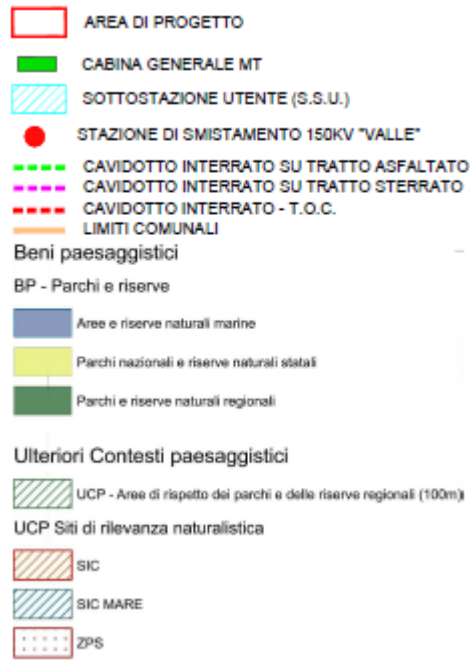 AREA DI PROGETTO
CABINA GENERALE MT
SOTTOSTAZIONE UTENTE (S.S.U.)
STAZIONE DI SMISTAMENTO 150KV "VALLE"
CAVIDOTTO INTERRATO SU TRATTO ASFALTATO
CAVIDOTTO INTERRATO SU TRATTO STERRATO
CAVIDOTTO INTERRATO - T.O.C.
LIMITI COMUNALI
Beni paesaggistici
BP - Parchi e riserve
Aree e riserve naturali marine
Parchi nazionali e riserve naturali statali
Parchi e riserve naturali regionali
Ulteriori Contesti paesaggistici
UCP - Aree di rispetto dei parchi e delle riserve regionali (100m)
UCP Siti di rilevanza naturalistica
SIC
SIC MARE
ZPS